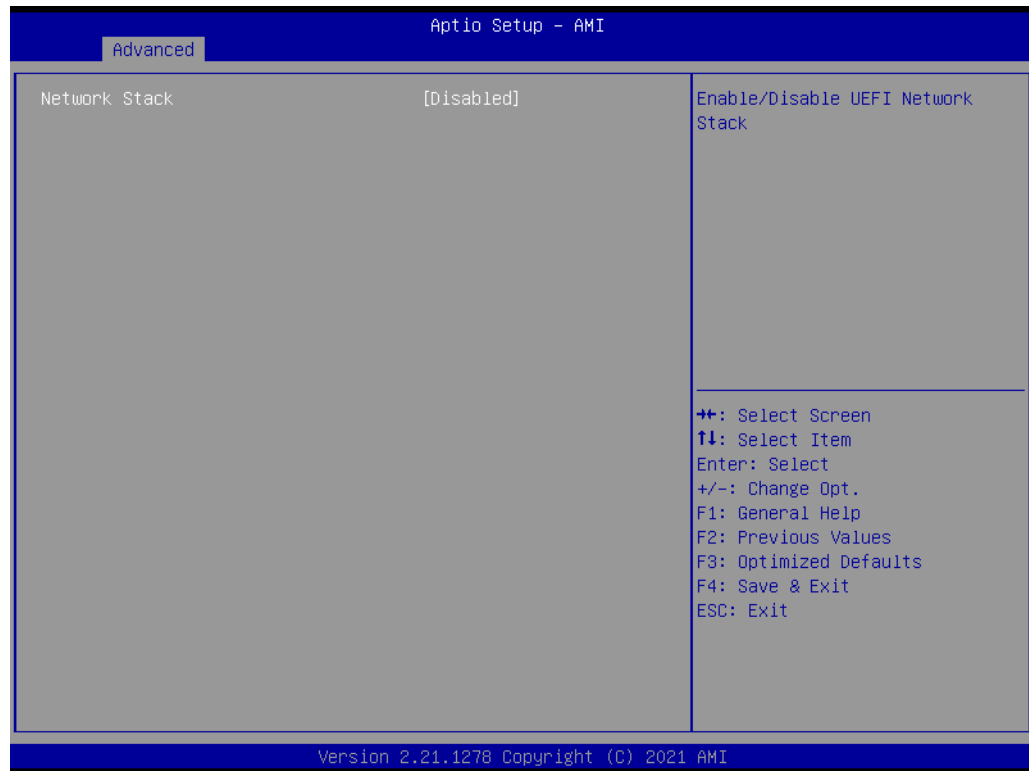 Aptio Setup – AMI
Advanced
Network Stack [Disabled]
Enable/Disable UEFI Network
Stack
→←: Select Screen
↑↓: Select Item
Enter: Select
+/-: Change Opt.
F1: General Help
F2: Previous Values
F3: Optimized Defaults
F4: Save & Exit
ESC: Exit
Version 2.21.1278 Copyright (C) 2021 AMI